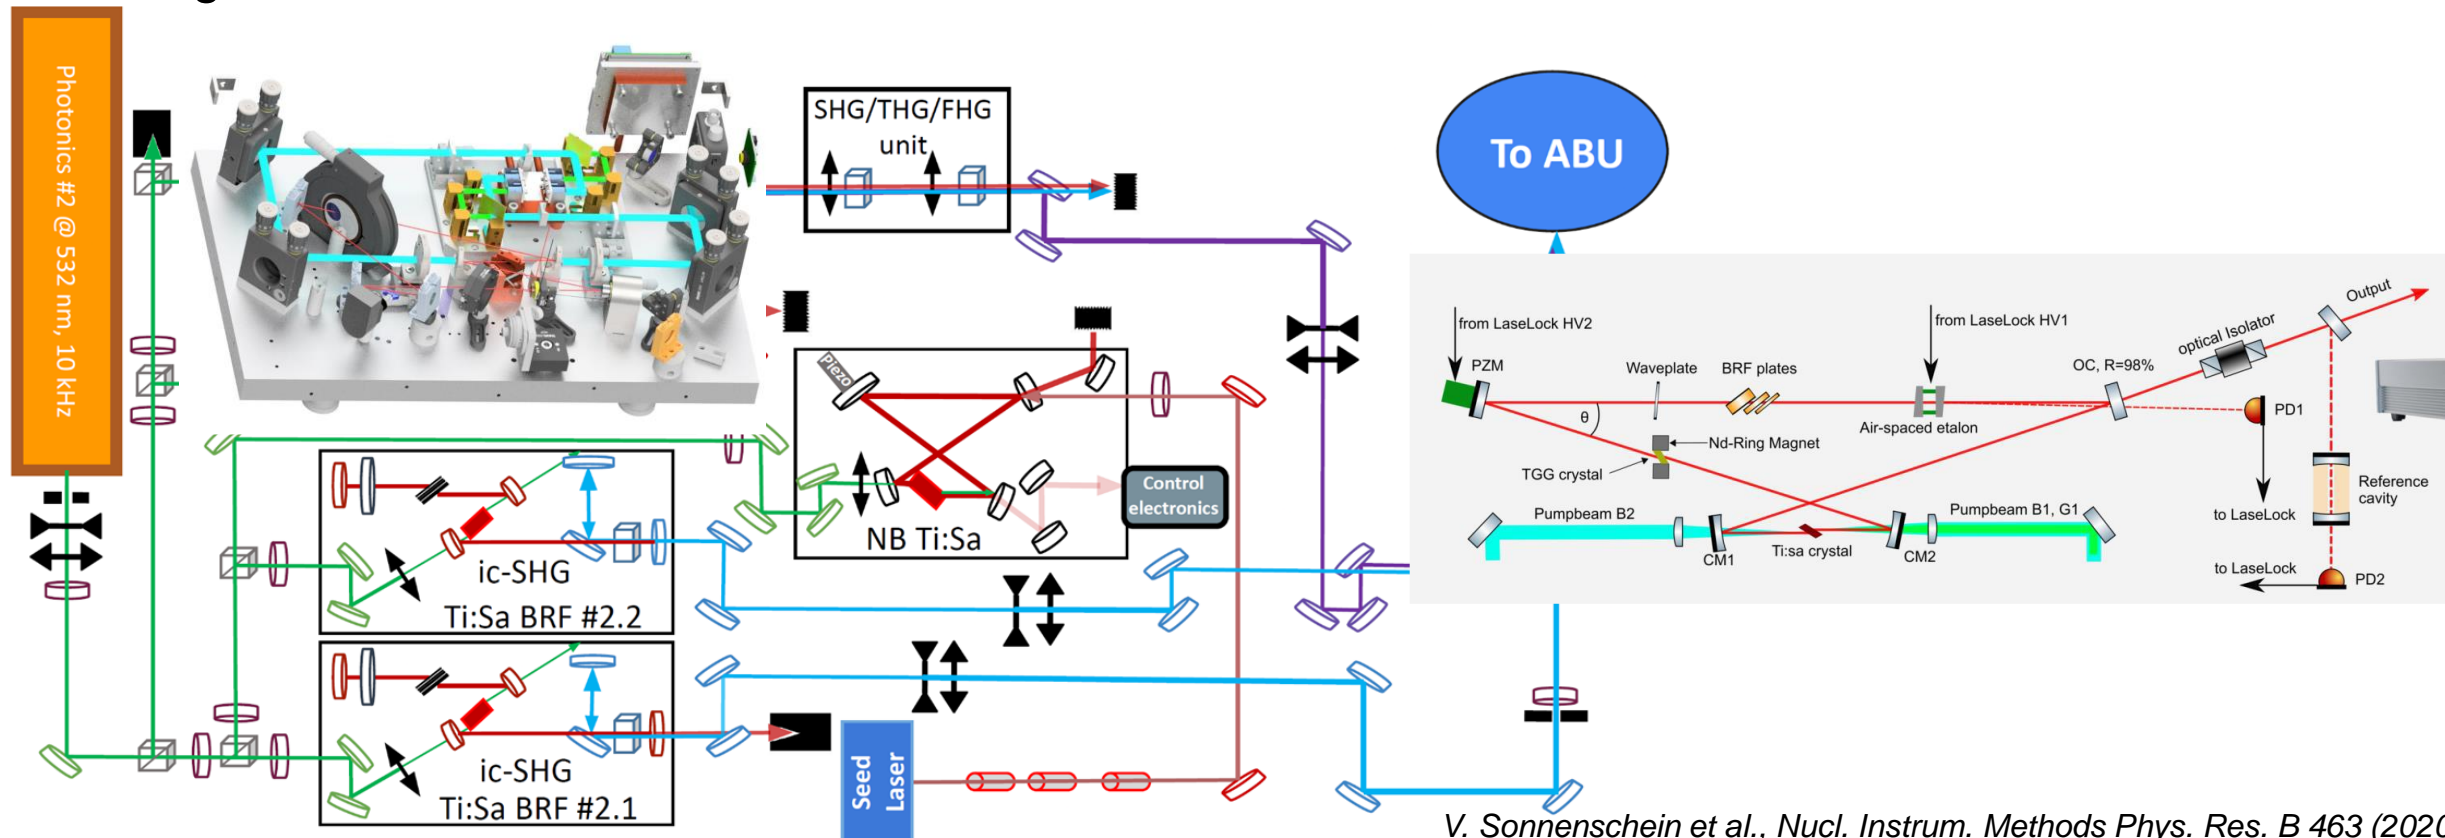 Photonics #2 @ 532 nm, 10 kHz
SHG/THG/FHG
unit
To ABU
Piezo
NB Ti:Sa
Control
electronics
ic-SHG
Ti:Sa BRF #2.2
ic-SHG
Ti:Sa BRF #2.1
Seed
Laser
from LaseLock HV2
PZM
Waveplate
BRF plates
from LaseLock HV1
Air-spaced etalon
OC, R=98%
optical Isolator
Output
PD1
θ
Nd-Ring Magnet
TGG crystal
to LaseLock
Reference
cavity
Pumpbeam B2
CM1
Ti:sa crystal
CM2
Pumpbeam B1, G1
to LaseLock
PD2
V. Sonnenschein et al., Nucl. Instrum. Methods Phys. Res. B 463 (2020